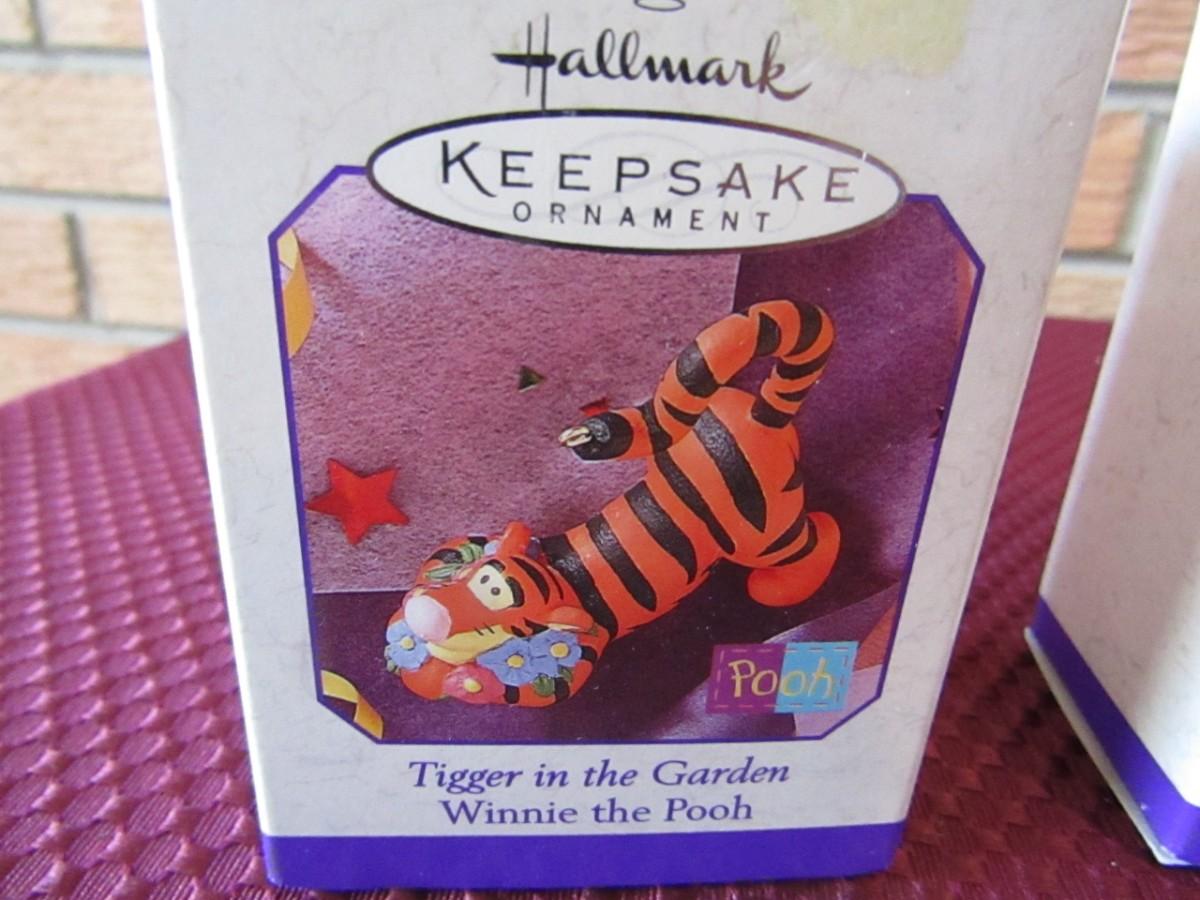 Hallmark
KEEPSAKE
ORNAMENT
Pooh
Tigger in the Garden
Winnie the Pooh